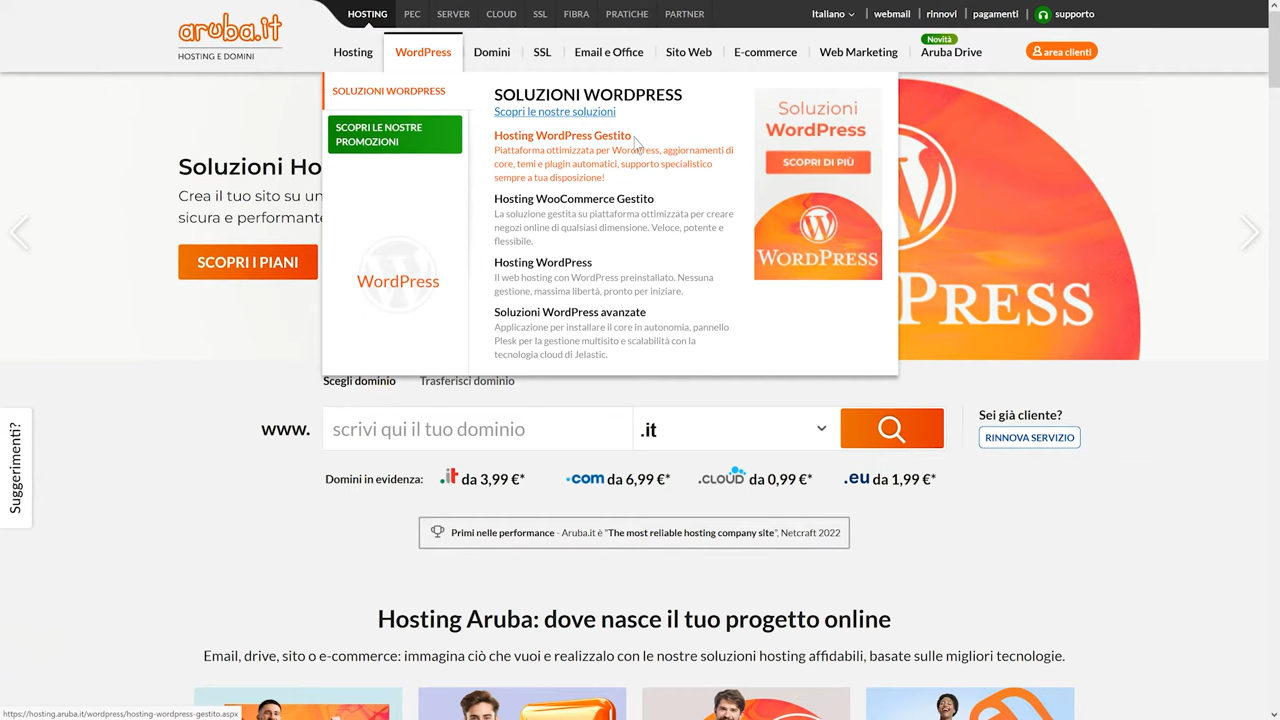 aruba.it
HOSTING E DOMINI
HOSTING
PEC
SERVER
CLOUD
SSL
FIBRA
PRATICHE
PARTNER
Italiano
webmail
rinnovi
pagamenti
supporto
Hosting
WordPress
Domini
SSL
Email e Office
Sito Web
E-commerce
Web Marketing
Novità
Aruba Drive
area clienti
SOLUZIONI WORDPRESS
SCOPRI LE NOSTRE
PROMOZIONI
WordPress
SOLUZIONI WORDPRESS
Scopri le nostre soluzioni
Hosting WordPress Gestito
Piattaforma ottimizzata per WordPress, aggiornamenti di
core, temi e plugin automatici, supporto specialistico
sempre a tua disposizione!
Hosting WooCommerce Gestito
La soluzione gestita su piattaforma ottimizzata per creare
negozi online di qualsiasi dimensione. Veloce, potente e
flessibile.
Hosting WordPress
Il web hosting con WordPress preinstallato. Nessuna
gestione, massima libertà, pronto per iniziare.
Soluzioni WordPress avanzate
Applicazione per installare il core in autonomia, pannello
Plesk per la gestione multisito e scalabilità con la
tecnologia cloud di Jelastic.
Soluzioni
WordPress
SCOPRI DI PIÙ
WORDPRESS
Soluzioni Ho
Crea il tuo sito su un
sicura e performante
SCOPRI I PIANI
PRESS
Scegli dominio
Trasferisci dominio
www.
scrivi qui il tuo dominio
.it
Sei già cliente?
RINNOVA SERVIZIO
Domini in evidenza:
.it da 3,99 €*
.com da 6,99 €*
.CLOUD da 0,99 €*
.eu da 1,99 €*
Primi nelle performance - Aruba.it è "The most reliable hosting company site", Netcraft 2022
Suggerimenti?
Hosting Aruba: dove nasce il tuo progetto online
Email, drive, sito o e-commerce: immagina ciò che vuoi e realizzalo con le nostre soluzioni hosting affidabili, basate sulle migliori tecnologie.
https://hosting.aruba.it/wordpress/hosting-wordpress-gestito.aspx